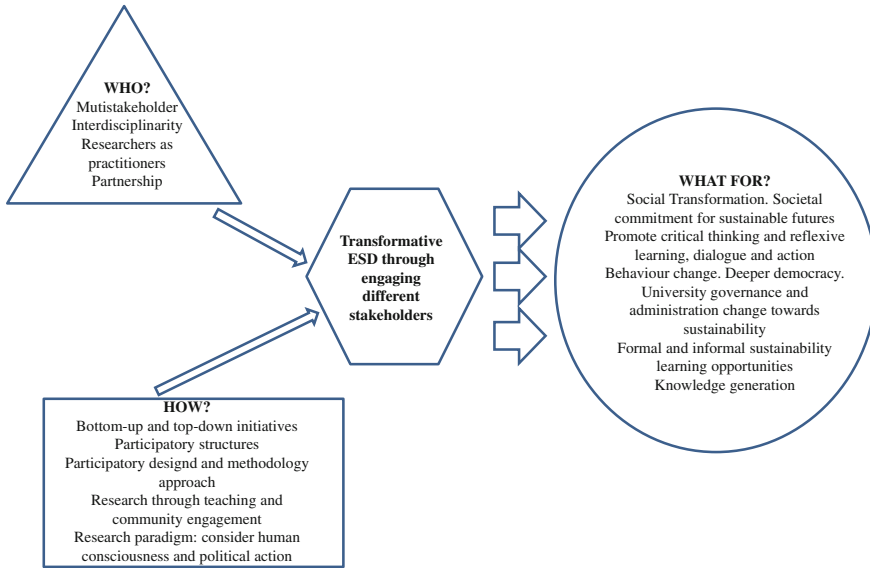 WHO?
Mutistakeholder
Interdisciplinarity
Researchers as
practitioners
Partnership
HOW?
Bottom-up and top-down initiatives
Participatory structures
Participatory designd and methodology
approach
Research through teaching and
community engagement
Research paradigm: consider human
consciousness and political action
Transformative
ESD through
engaging
different
stakeholders
WHAT FOR?
Social Transformation. Societal
commitment for sustainable futures
Promote critical thinking and reflexive
learning, dialogue and action
Behaviour change. Deeper democracy.
University governance and
administration change towards
sustainability
Formal and informal sustainability
learning opportunities
Knowledge generation